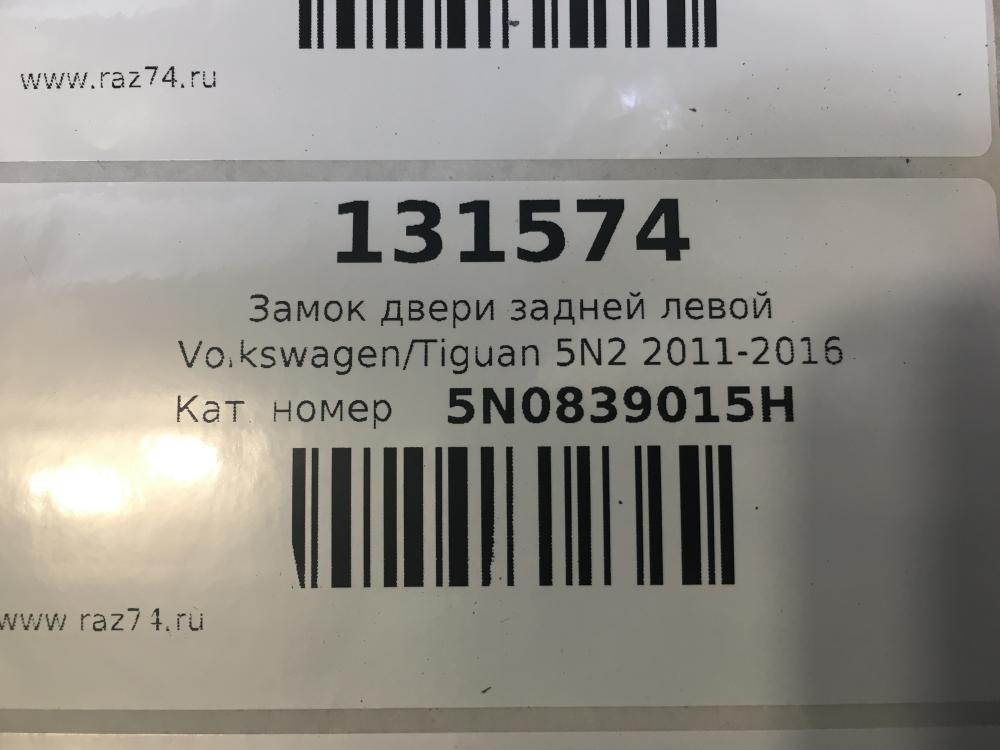 www.raz74.ru
131574
Замок двери задней левой
Volkswagen/Tiguan 5N2 2011-2016
Кат. номер 5N0839015H
www.raz74.ru